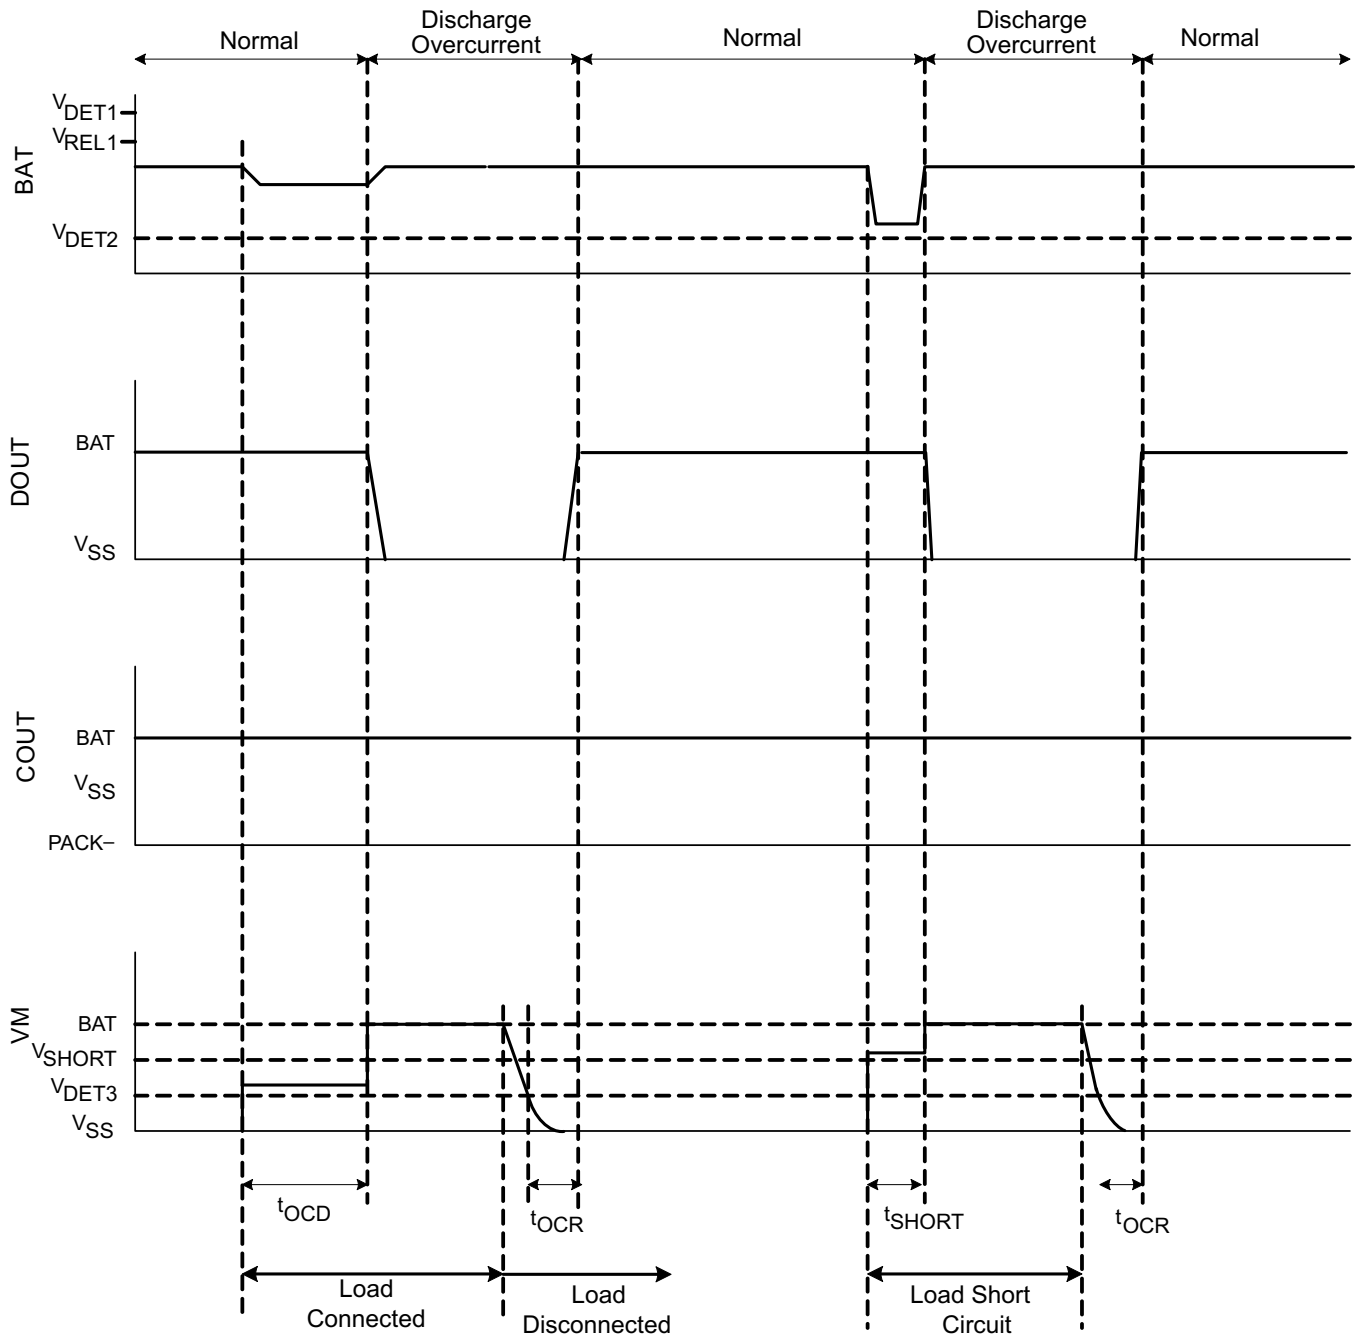 Normal
Discharge
Overcurrent
Normal
Discharge
Overcurrent
Normal
BAT
VDET1
VREL1
VDET2
DOUT
BAT
VSS
COUT
BAT
VSS
PACK–
VM
BAT
VSHORT
VDET3
VSS
tOCD
tOCR
tSHORT
tOCR
Load
Connected
Load
Disconnected
Load Short
Circuit